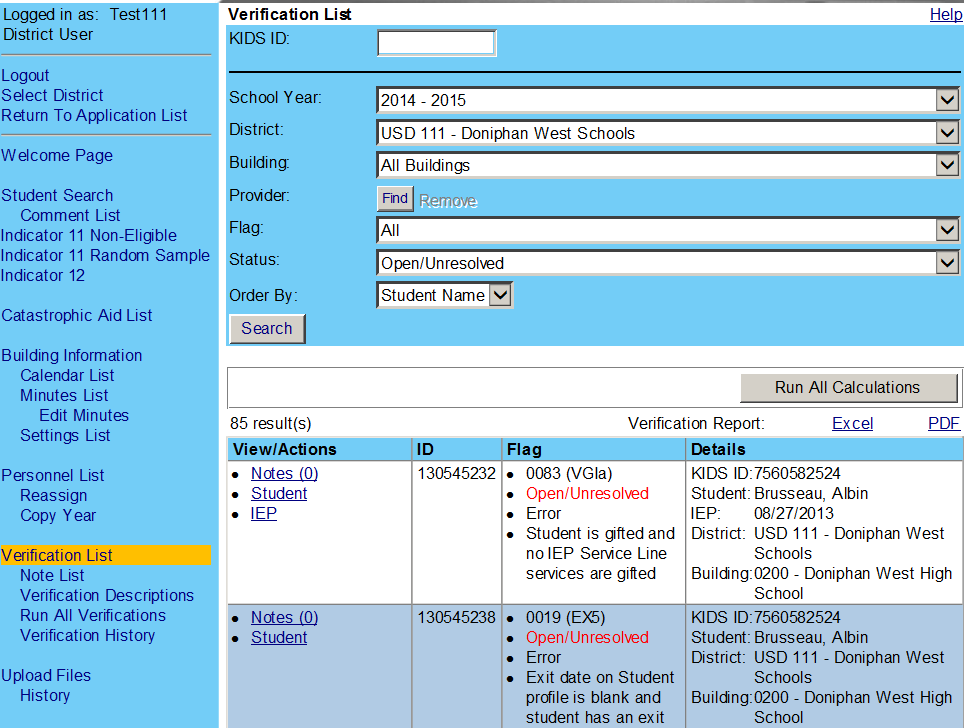 Logged in as: Test111
District User
Logout
Select District
Return To Application List
Welcome Page
Student Search
Comment List
Indicator 11 Non-Eligible
Indicator 11 Random Sample
Indicator 12
Catastrophic Aid List
Building Information
Calendar List
Minutes List
Edit Minutes
Settings List
Personnel List
Reassign
Copy Year
Verification List
Note List
Verification Descriptions
Run All Verifications
Verification History
Upload Files
History
Verification List Help
KIDS ID:
School Year: 2014 - 2015
District: USD 111 - Doniphan West Schools
Building: All Buildings
Provider: Find Remove
Flag: All
Status: Open/Unresolved
Order By: Student Name
Search
Run All Calculations
85 result(s) Verification Report: Excel PDF
View/Actions ID Flag Details
Notes (0)
Student
IEP
130545232
0083 (VGIa)
Open/Unresolved
Error
Student is gifted and
no IEP Service Line
services are gifted
KIDS ID:7560582524
Student: Brusseau, Albin
IEP: 08/27/2013
District: USD 111 - Doniphan West
Schools
Building:0200 - Doniphan West High
School
Notes (0)
Student
130545238
0019 (EX5)
Open/Unresolved
Error
Exit date on Student
profile is blank and
student has an exit
KIDS ID:7560582524
Student: Brusseau, Albin
District: USD 111 - Doniphan West
Schools
Building:0200 - Doniphan West High
School